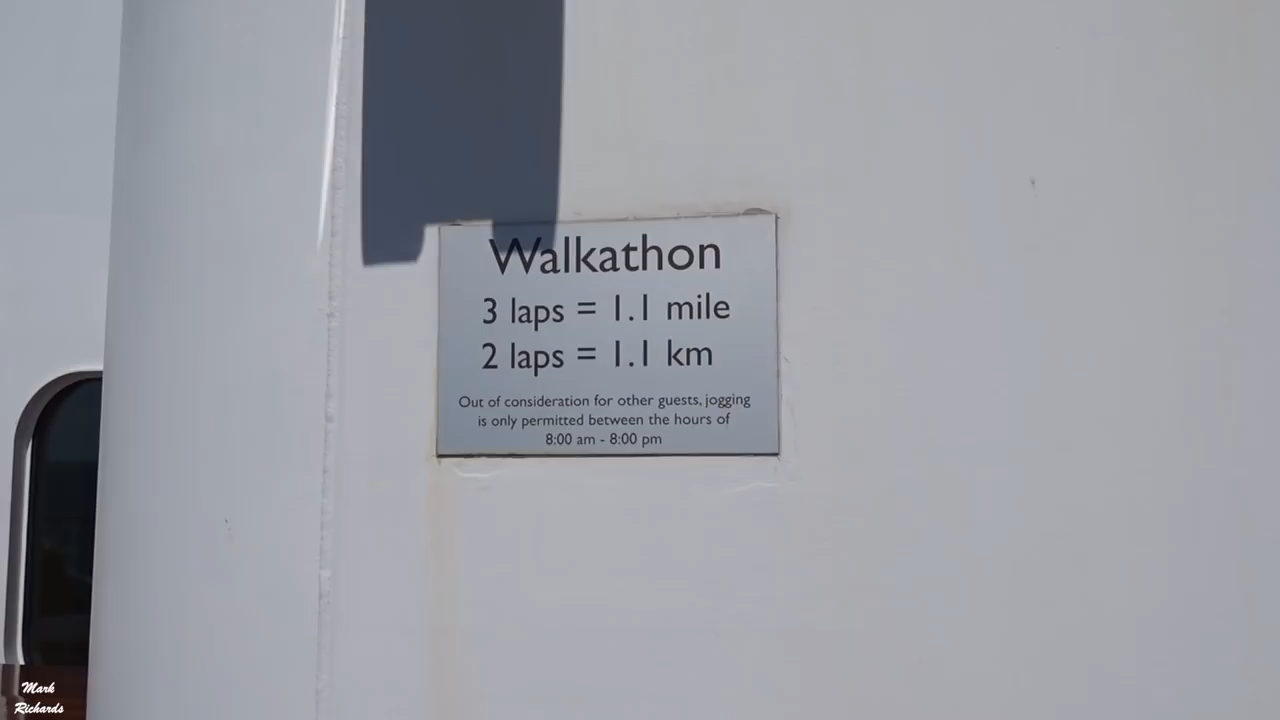 Walkathon
3 laps = 1.1 mile
2 laps = 1.1 km
Out of consideration for other guests, jogging
is only permitted between the hours of
8:00 am - 8:00 pm
Mark
Richards